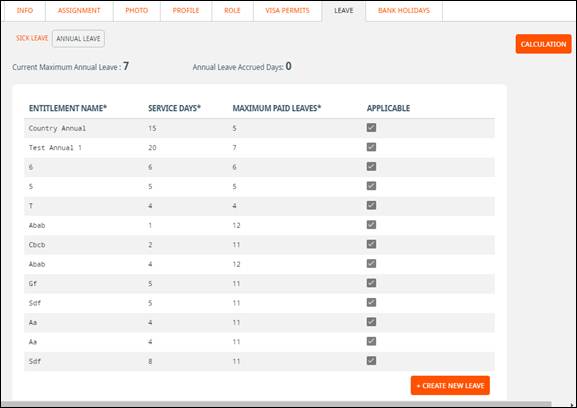 INFO ASSIGNMENT PHOTO PROFILE ROLE VISA PERMITS LEAVE BANK HOLIDAYS
SICK LEAVE ANNUAL LEAVE
CALCULATION
Current Maximum Annual Leave : 7 Annual Leave Accrued Days: 0
ENTITLEMENT NAME* SERVICE DAYS* MAXIMUM PAID LEAVES* APPLICABLE
Country Annual 15 5
Test Annual 1 20 7
6 6 6
5 5 5
T 4 4
Abab 1 12
Cbcb 2 11
Abab 4 12
Gf 5 11
Sdf 5 11
Aa 4 11
Aa 4 11
Sdf 8 11
+ CREATE NEW LEAVE